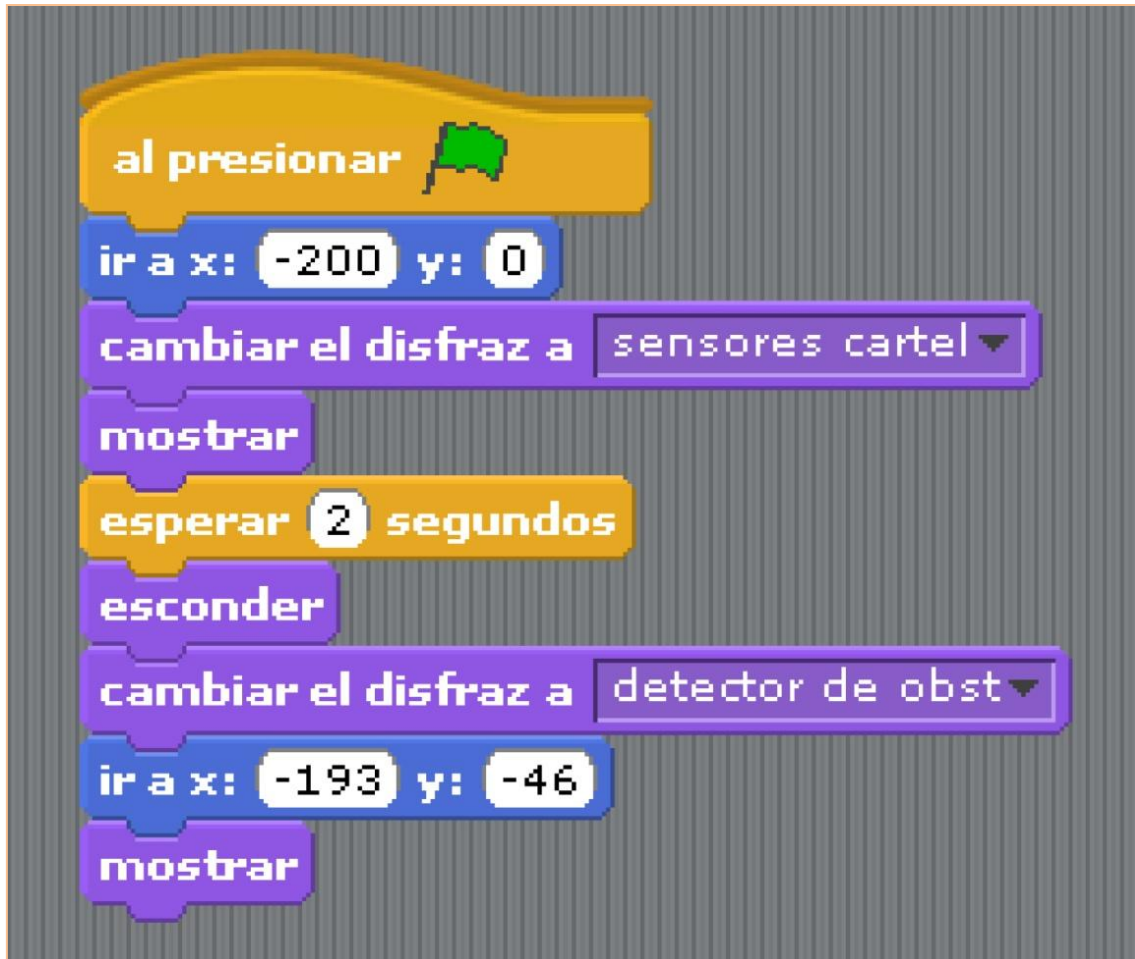 al presionar
ir a x: -200 y: 0
cambiar el disfraz a sensores cartel
mostrar
esperar 2 segundos
esconder
cambiar el disfraz a detector de obst
ir a x: -193 y: -46
mostrar